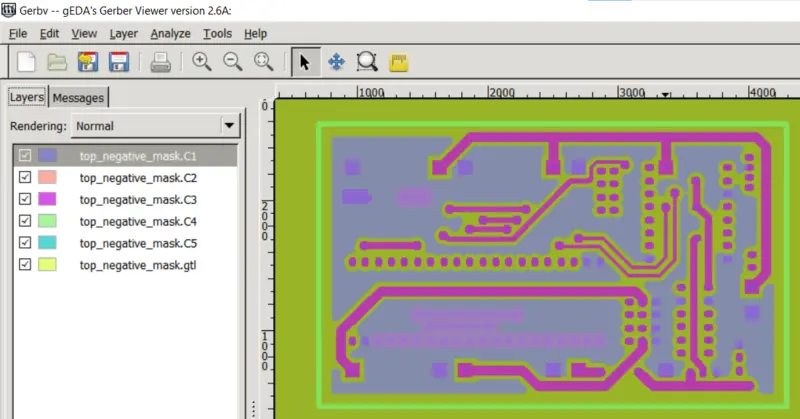 Gerbv -- gEDA's Gerber Viewer version 2.6A:
File Edit View Layer Analyze Tools Help
Layers Messages
Rendering: Normal
top_negative_mask.C1
top_negative_mask.C2
top_negative_mask.C3
top_negative_mask.C4
top_negative_mask.C5
top_negative_mask.gtl
0 1000 2000 3000 4000
0
2000
1000